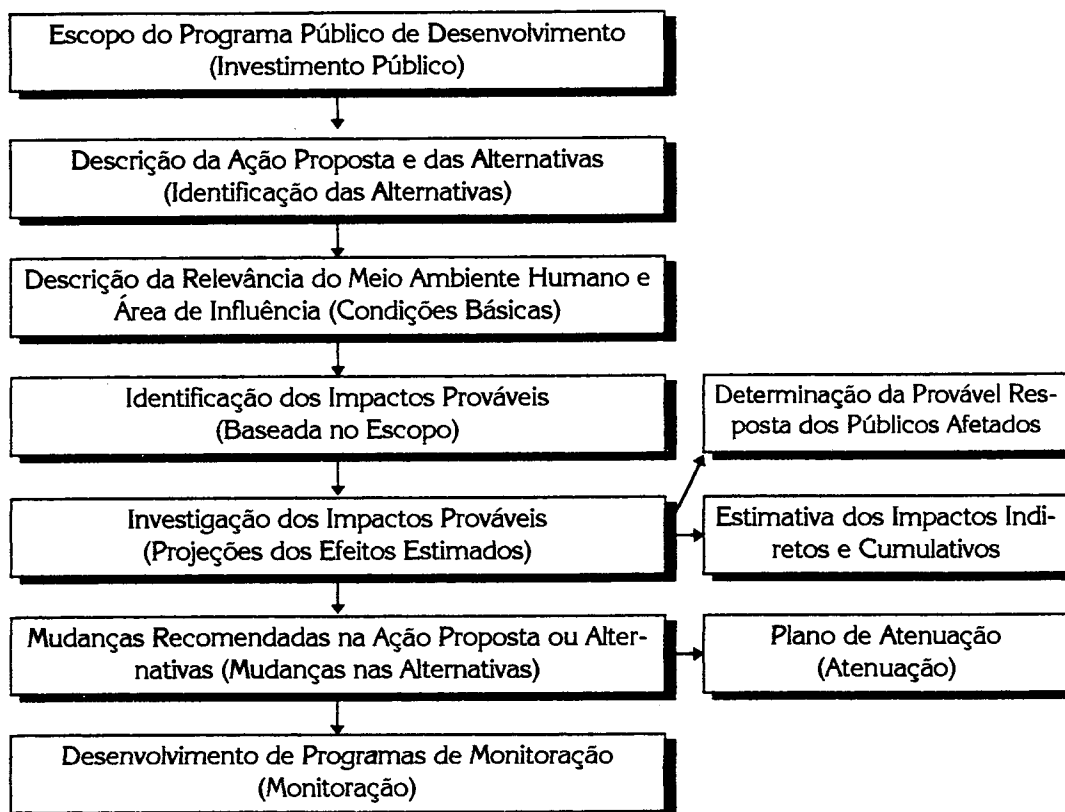 Escopo do Programa Público de Desenvolvimento
(Investimento Público)
Descrição da Ação Proposta e das Alternativas
(Identificação das Alternativas)
Descrição da Relevância do Meio Ambiente Humano e
Área de Influência (Condições Básicas)
Identificação dos Impactos Prováveis
(Baseada no Escopo)
Determinação da Provável Res-
posta dos Públicos Afetados
Investigação dos Impactos Prováveis
(Projeções dos Efeitos Estimados)
Estimativa dos Impactos Indi-
retos e Cumulativos
Mudanças Recomendadas na Ação Proposta ou Alter-
nativas (Mudanças nas Alternativas)
Plano de Atenuação
(Atenuação)
Desenvolvimento de Programas de Monitoração
(Monitoração)